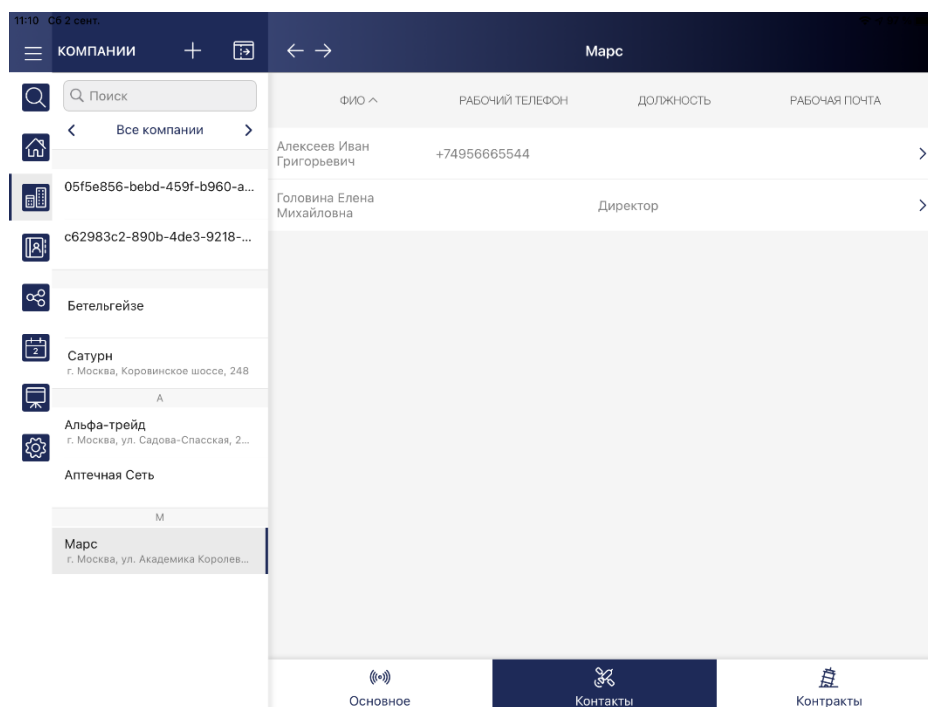 11:10 Сб 2 сент.
КОМПАНИИ
Марс
Поиск
Все компании
05f5e856-bebd-459f-b960-a...
c62983c2-890b-4de3-9218-...
Бетельгейзе
Сатурн
г. Москва, Коровинское шоссе, 248
А
Альфа-трейд
г. Москва, ул. Садова-Спасская, 2...
Аптечная Сеть
М
Марс
г. Москва, ул. Академика Королев...
2
ФИО РАБОЧИЙ ТЕЛЕФОН ДОЛЖНОСТЬ РАБОЧАЯ ПОЧТА
Алексеев Иван
Григорьевич
+74956665544
Головина Елена
Михайловна
Директор
Основное
Контакты
Контракты